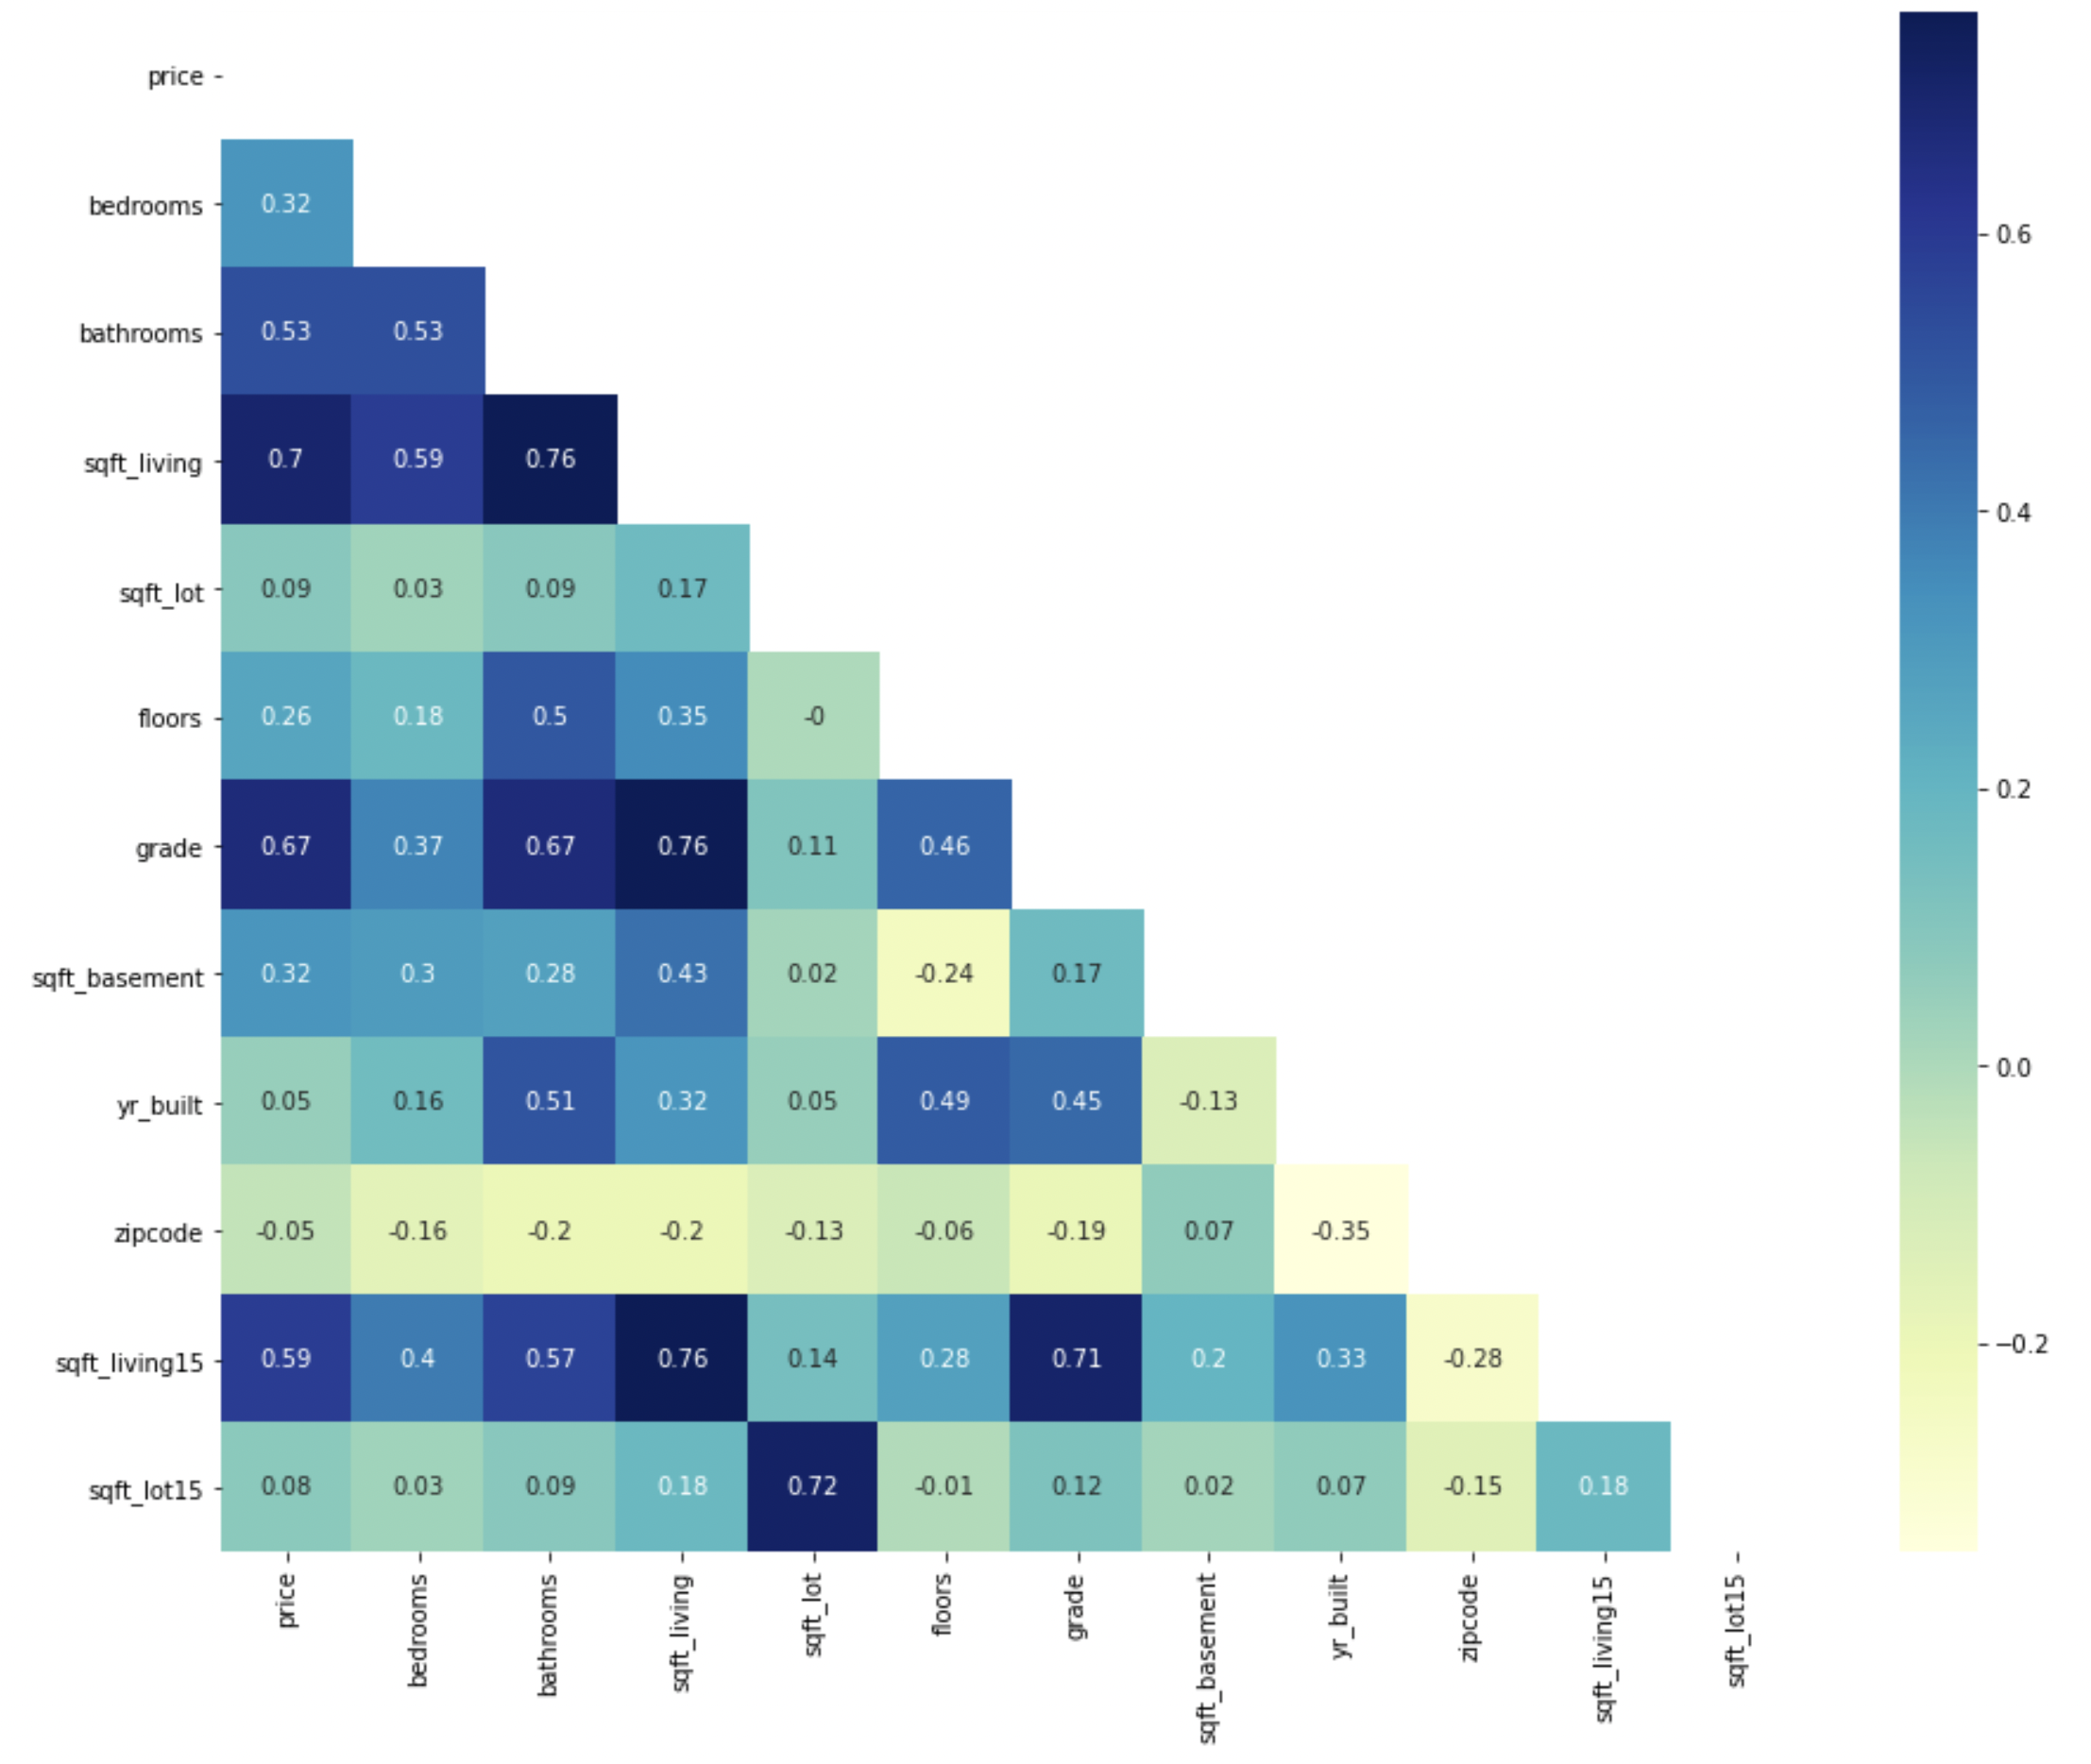 price
bedrooms 0.32
bathrooms 0.53 0.53
sqft_living 0.7 0.59 0.76
sqft_lot 0.09 0.03 0.09 0.17
floors 0.26 0.18 0.5 0.35 -0
grade 0.67 0.37 0.67 0.76 0.11 0.46
sqft_basement 0.32 0.3 0.28 0.43 0.02 -0.24 0.17
yr_built 0.05 0.16 0.51 0.32 0.05 0.49 0.45 -0.13
zipcode -0.05 -0.16 -0.2 -0.2 -0.13 -0.06 -0.19 0.07 -0.35
sqft_living15 0.59 0.4 0.57 0.76 0.14 0.28 0.71 0.2 0.33 -0.28
sqft_lot15 0.08 0.03 0.09 0.18 0.72 -0.01 0.12 0.02 0.07 -0.15 0.18
price
bedrooms
bathrooms
sqft_living
sqft_lot
floors
grade
sqft_basement
yr_built
zipcode
sqft_living15
sqft_lot15
0.6
0.4
0.2
0.0
−0.2